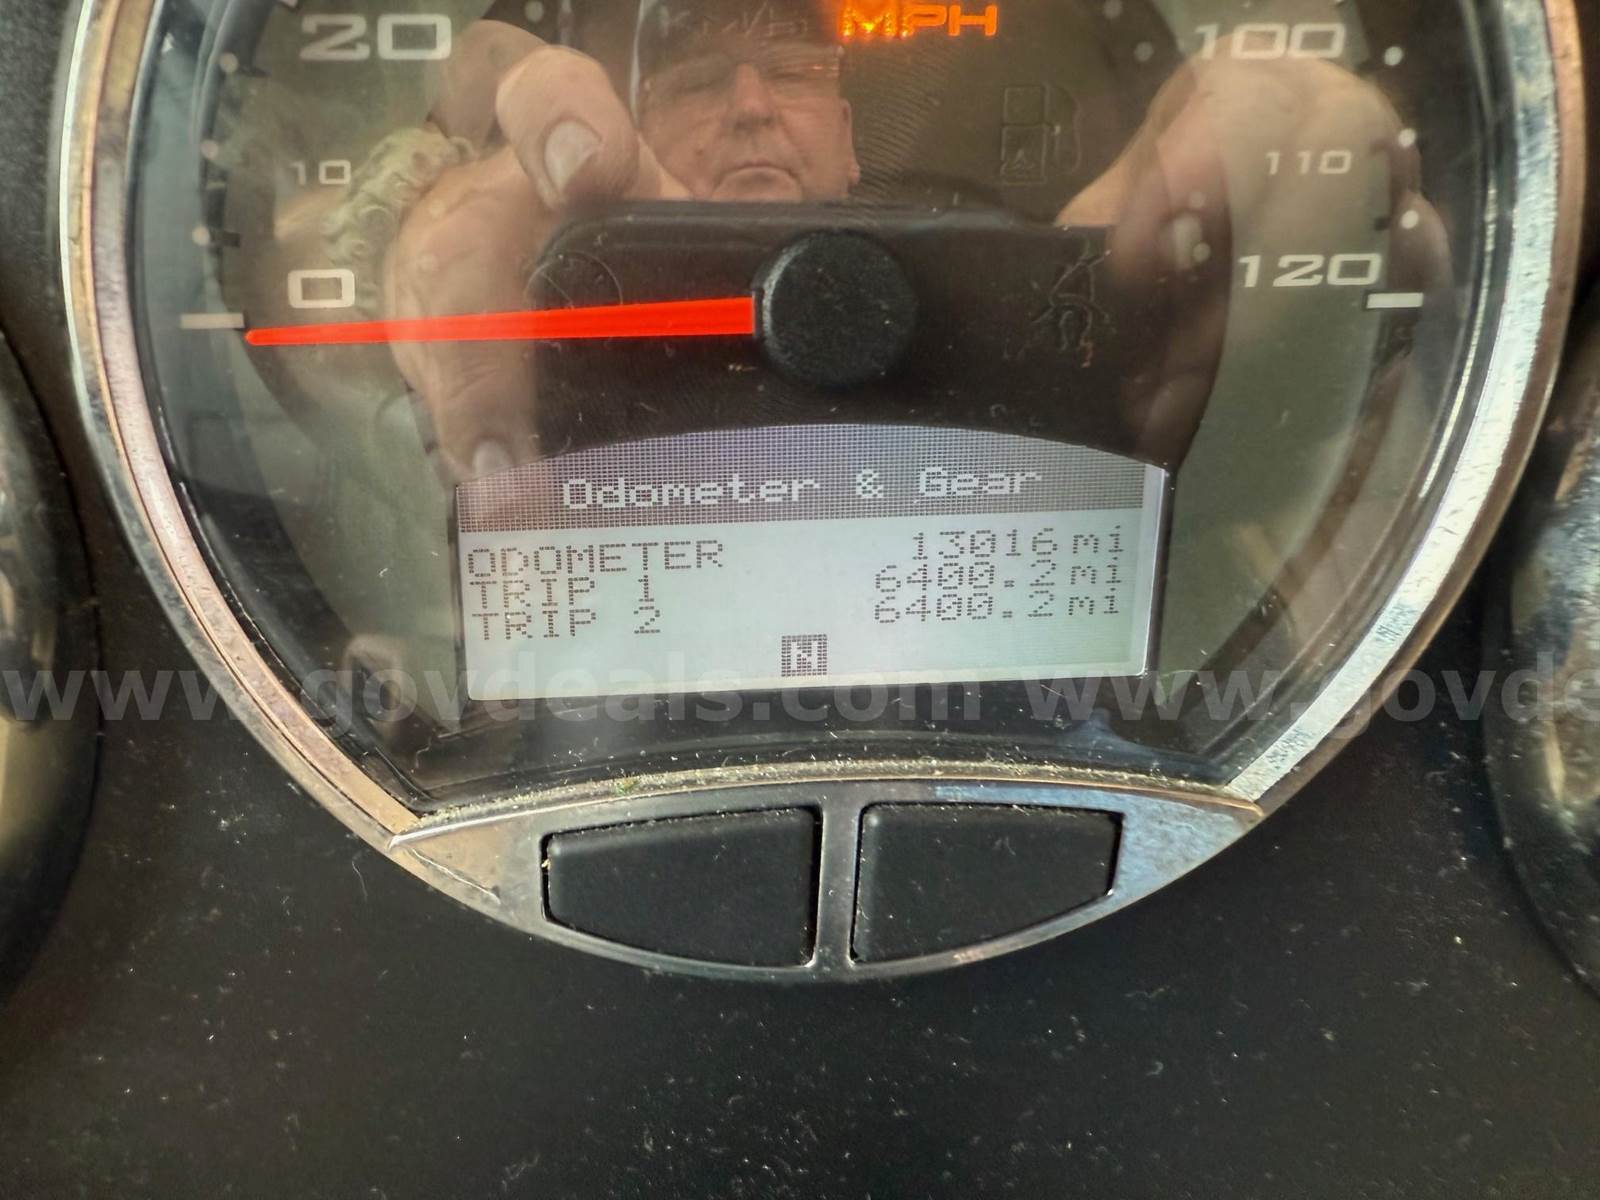 20
Km/h MPH
100
10
110
0
120
Odometer & Gear
ODOMETER 13016 mi
TRIP 1 6400.2 mi
TRIP 2 6400.2 mi
N
www.govdeals.com www.govde